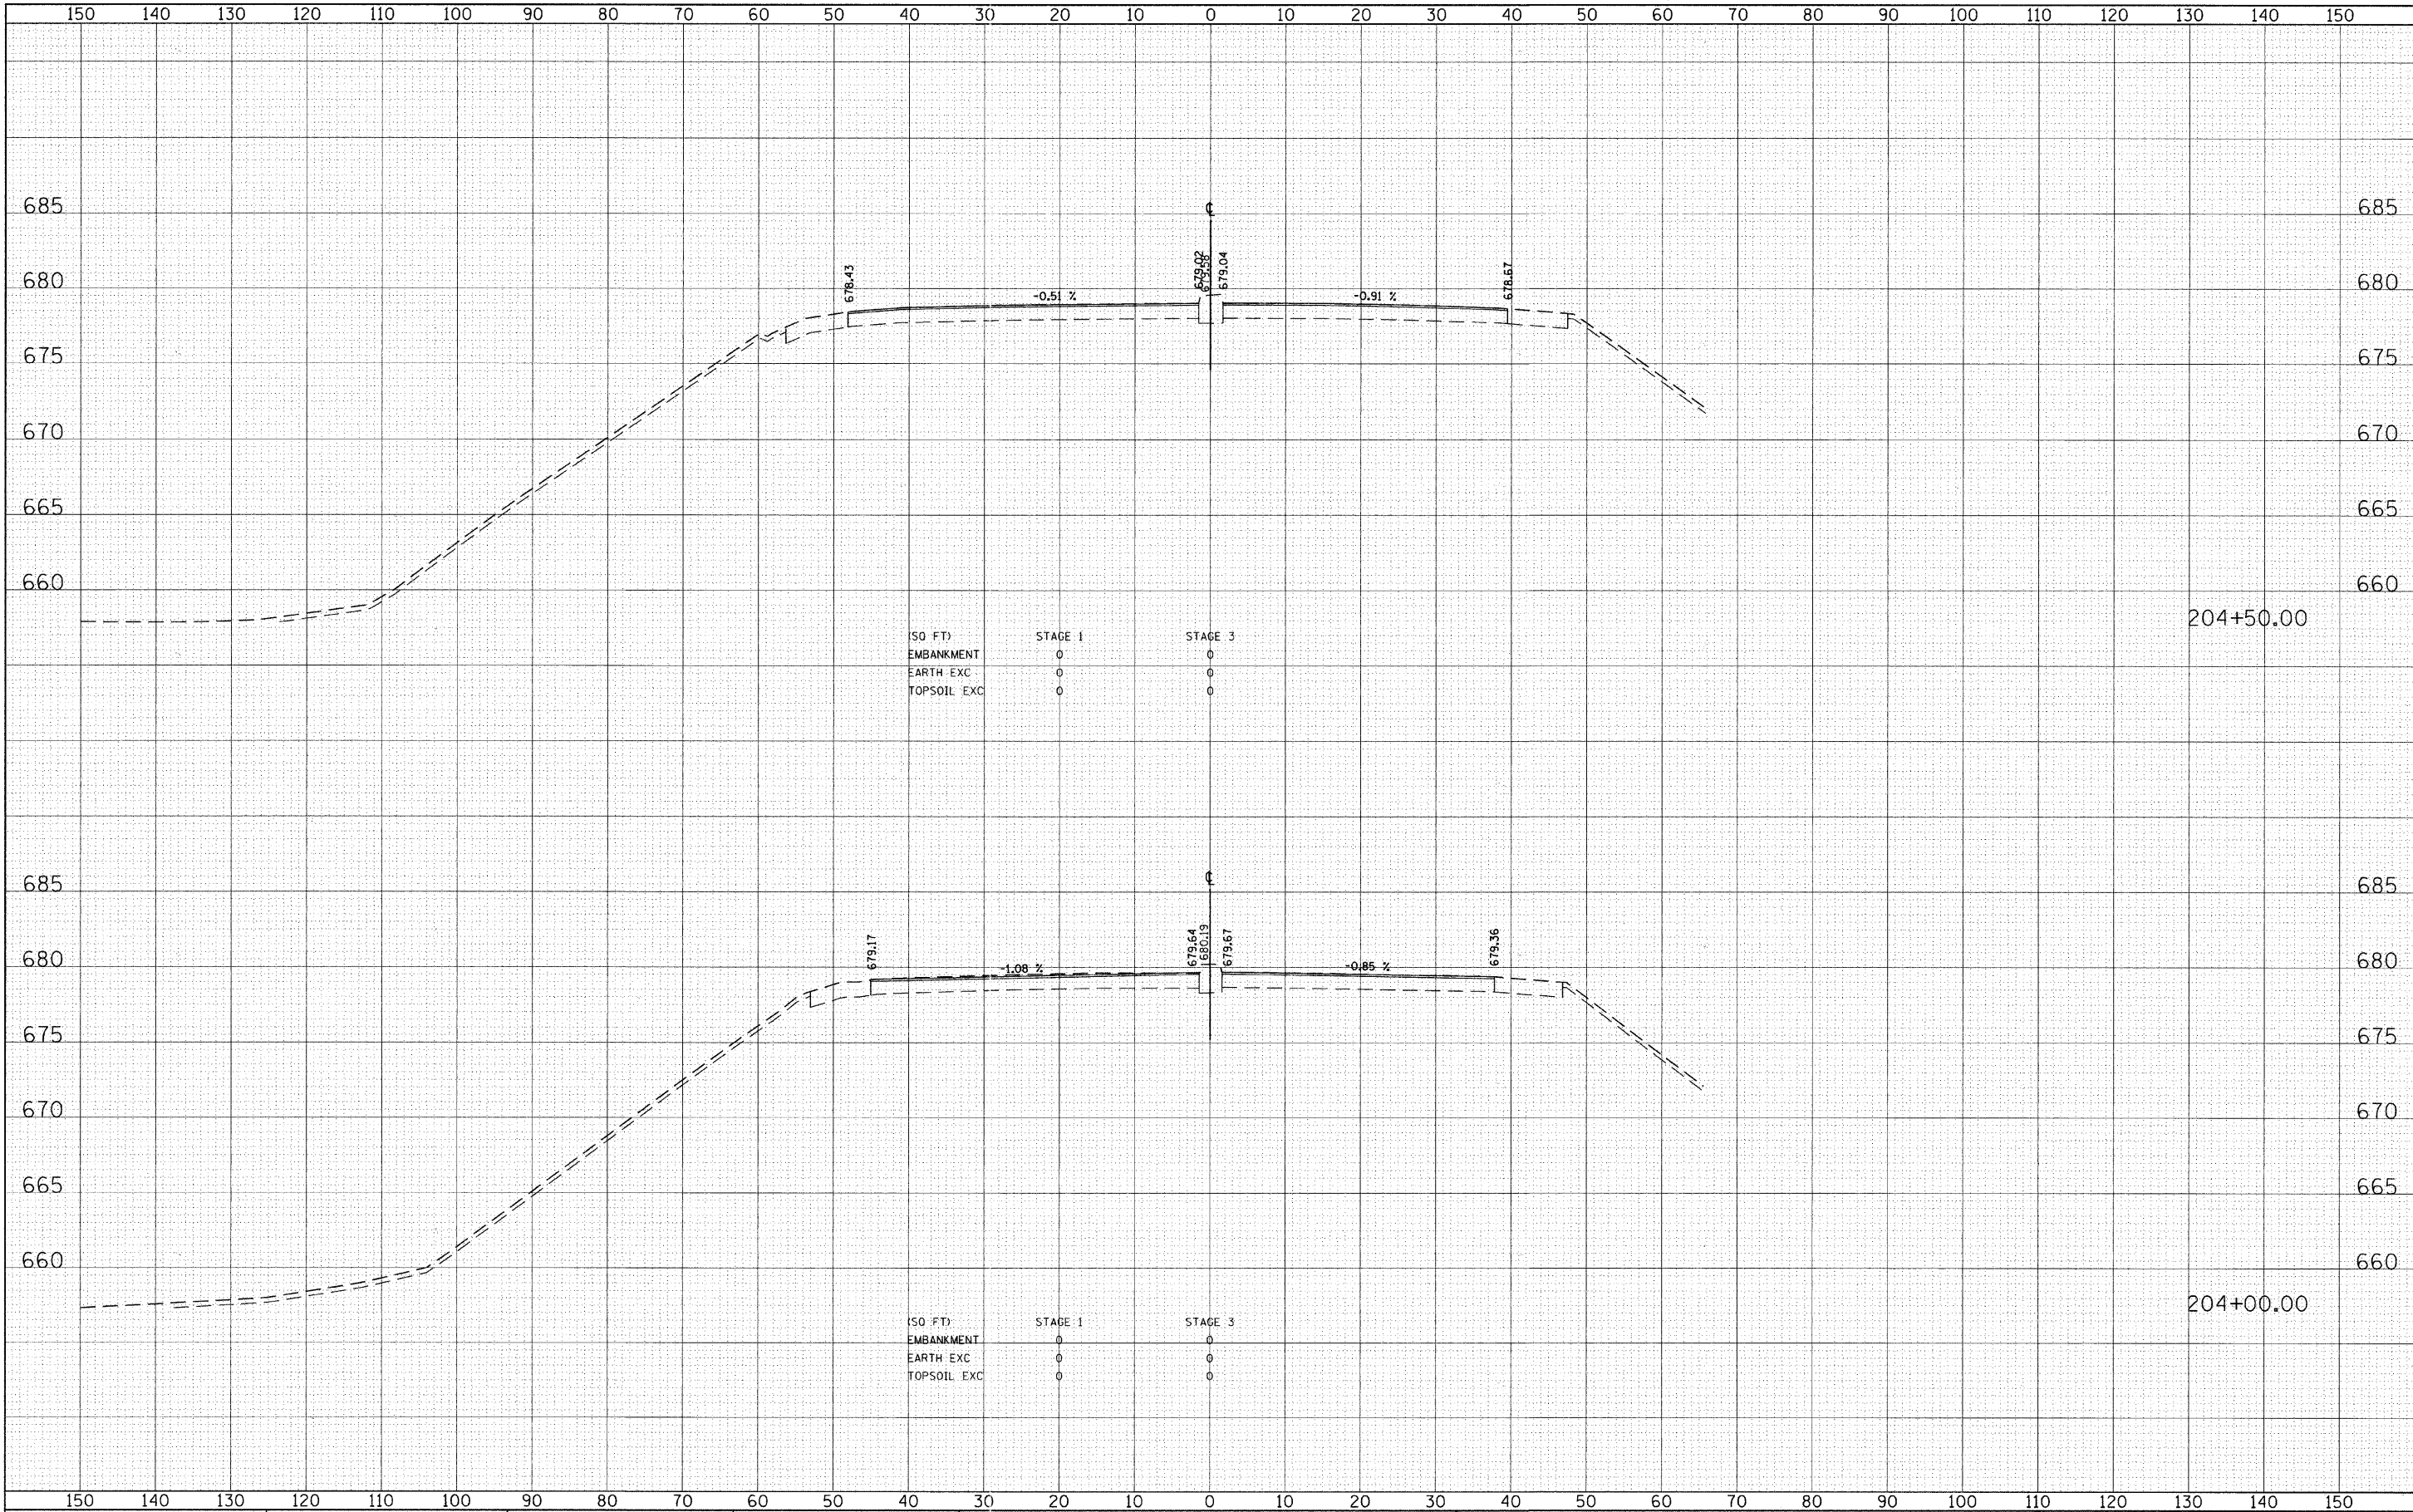 150 140 130 120 110 100 90 80 70 60 50 40 30 20 10 0 10 20 30 40 50 60 70 80 90 100 110 120 130 140 150
685 ℄ 685
680 678.43 -0.51 % 679.02 679.58 679.04 -0.91 % 678.67 680
675 675
670 670
665 665
660 660
204+50.00
(SQ FT) STAGE 1 STAGE 3
EMBANKMENT 0 0
EARTH EXC 0 0
TOPSOIL EXC 0 0
685 ℄ 685
680 679.17 -1.08 % 679.64 680.19 679.67 -0.85 % 679.36 680
675 675
670 670
665 665
660 660
204+00.00
(SQ FT) STAGE 1 STAGE 3
EMBANKMENT 0 0
EARTH EXC 0 0
TOPSOIL EXC 0 0
150 140 130 120 110 100 90 80 70 60 50 40 30 20 10 0 10 20 30 40 50 60 70 80 90 100 110 120 130 140 150